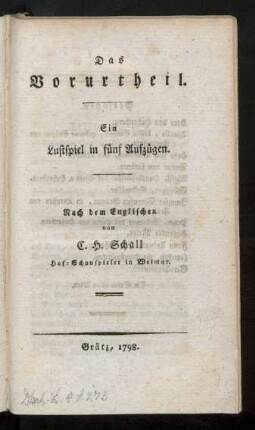 Das
Vorurtheil.
Ein
Lustspiel in fünf Aufzügen.
Nach dem Englischen
von
C. H. Schall
Hof-Schauspieler in Weimar.
Grätz, 1798.